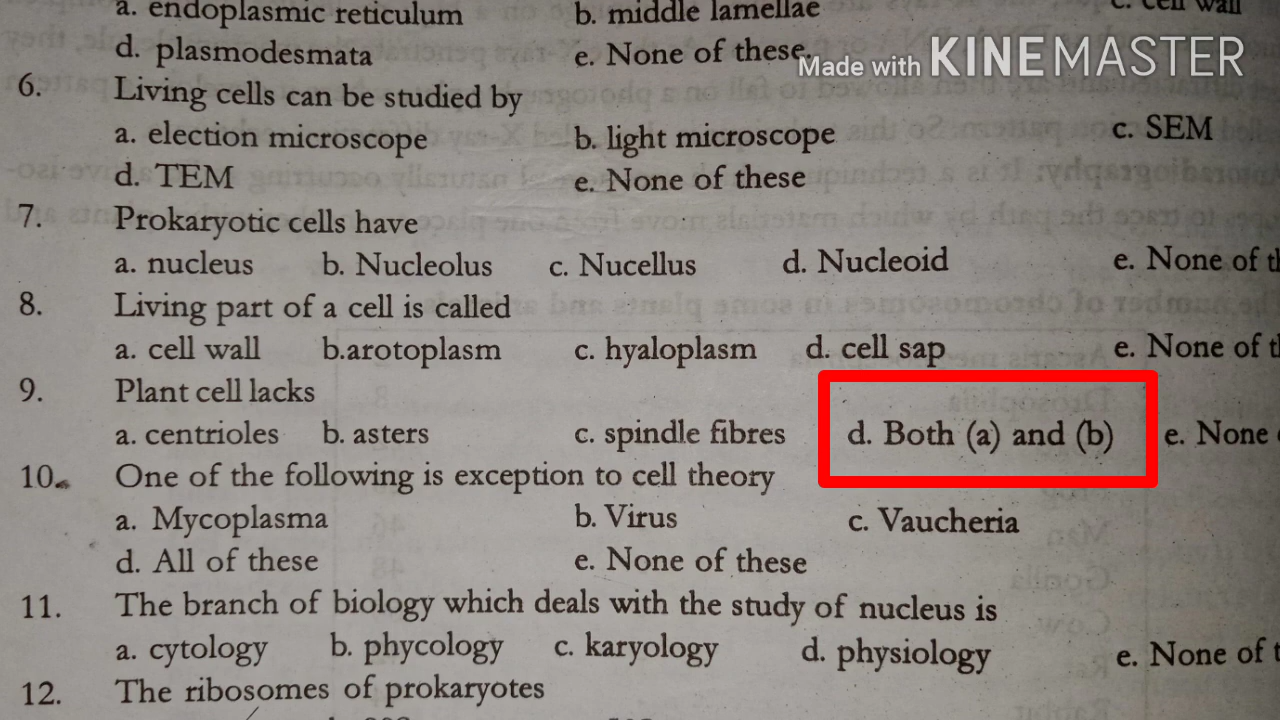 a. endoplasmic reticulum b. middle lamellae c. cell wall
d. plasmodesmata e. None of these.
Made with KINEMASTER
6. Living cells can be studied by
a. election microscope b. light microscope c. SEM
d. TEM e. None of these
7. Prokaryotic cells have
a. nucleus b. Nucleolus c. Nucellus d. Nucleoid e. None of
8. Living part of a cell is called
a. cell wall b.arotoplasm c. hyaloplasm d. cell sap e. None of
9. Plant cell lacks
a. centrioles b. asters c. spindle fibres d. Both (a) and (b) e. None
10. One of the following is exception to cell theory
a. Mycoplasma b. Virus c. Vaucheria
d. All of these e. None of these
11. The branch of biology which deals with the study of nucleus is
a. cytology b. phycology c. karyology d. physiology e. None of
12. The ribosomes of prokaryotes